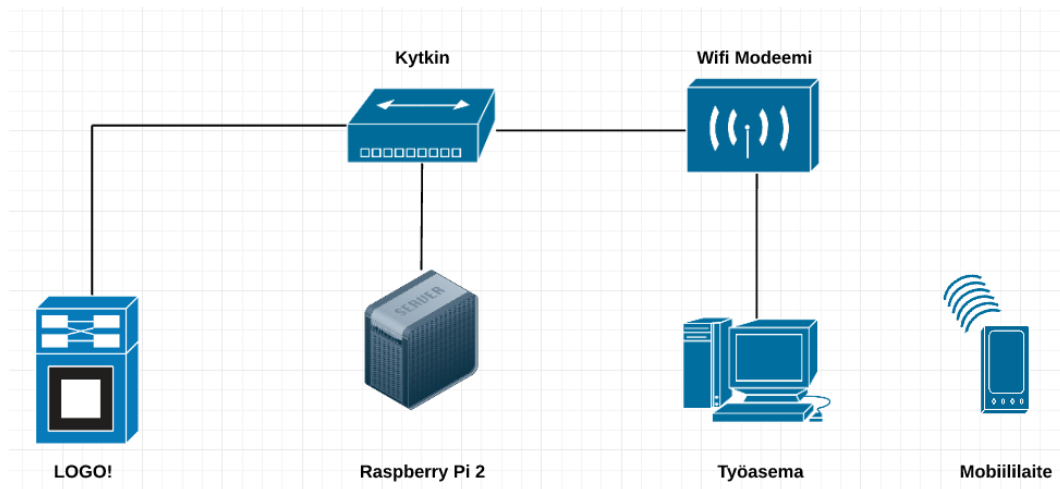 Kytkin
Wifi Modeemi
SERVER
LOGO!
Raspberry Pi 2
Työasema
Mobiililaite